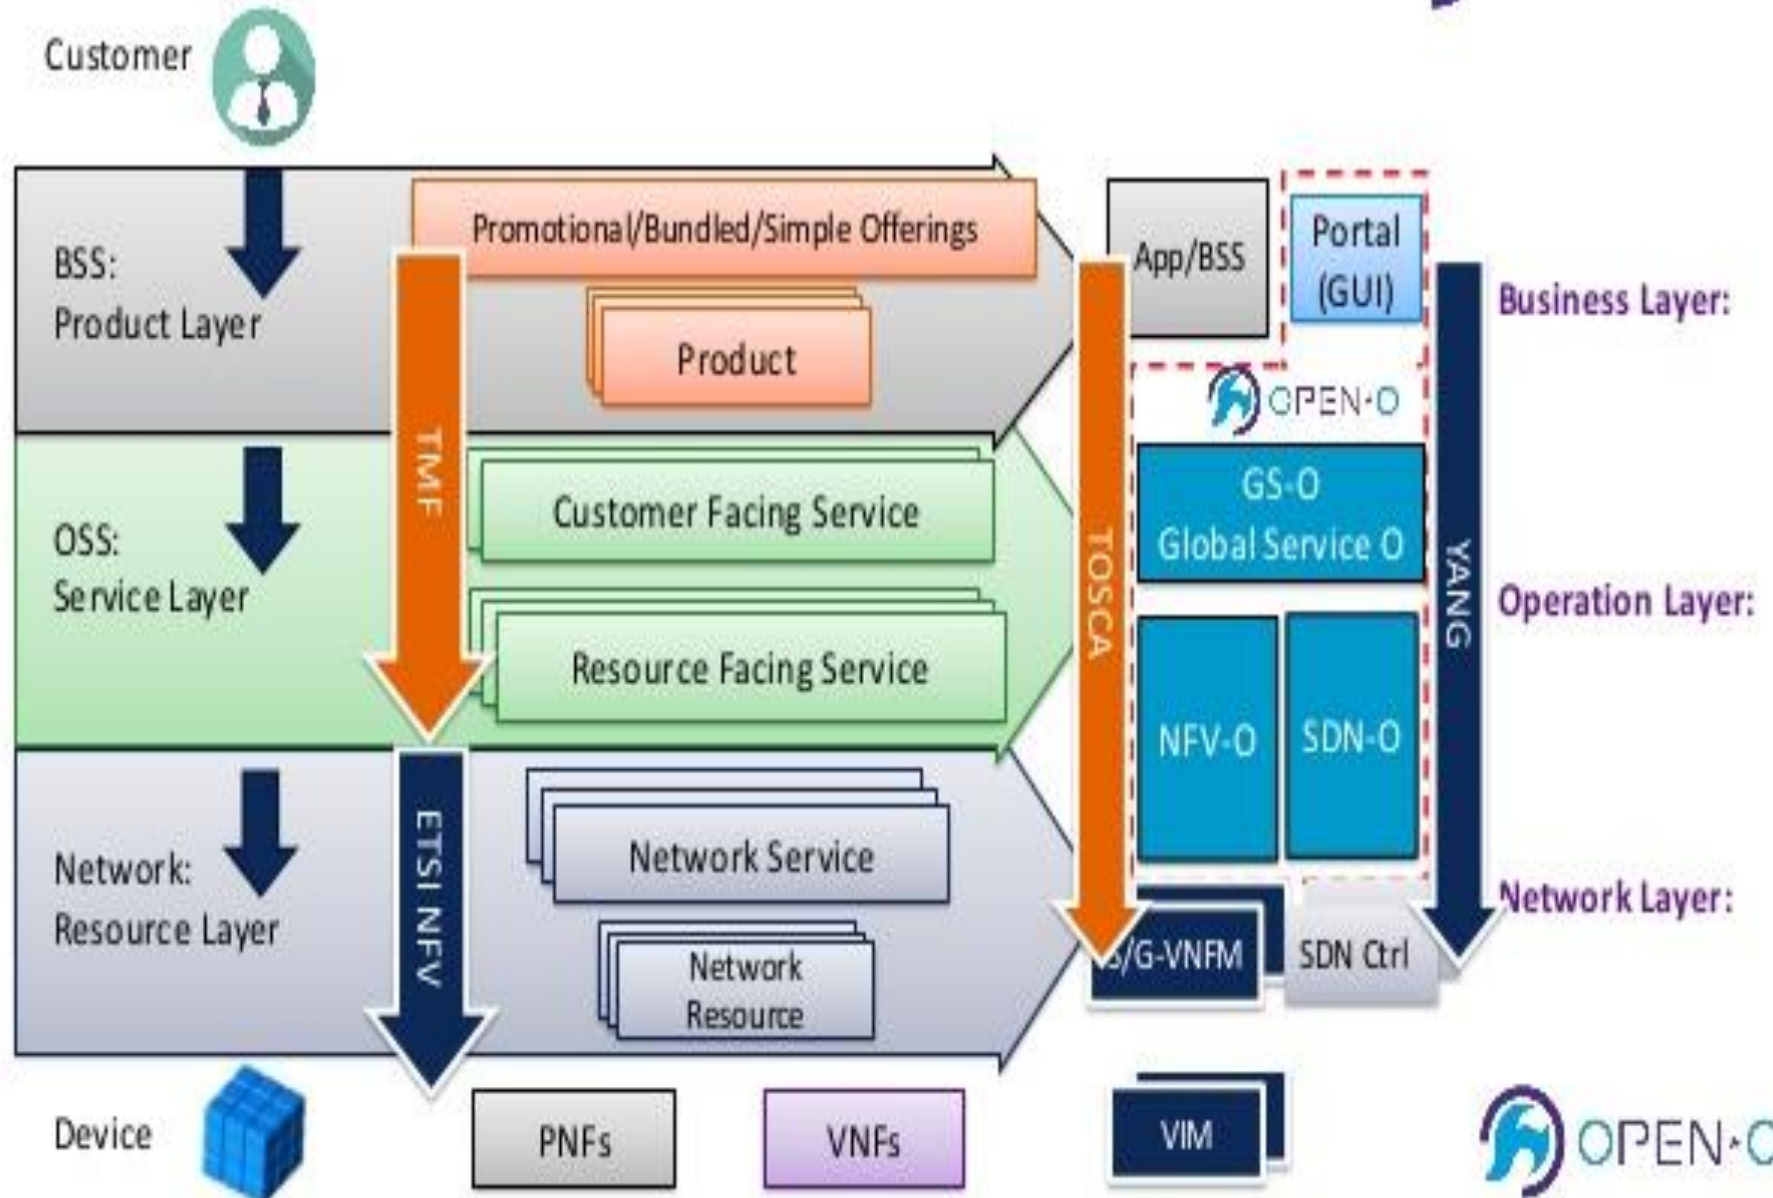 Customer
BSS:
Product Layer
Promotional/Bundled/Simple Offerings
Product
App/BSS
Portal
(GUI)
Business Layer:
OPEN-O
TMF
OSS:
Service Layer
Customer Facing Service
Resource Facing Service
TOSCA
GS-O
Global Service O
NFV-O
SDN-O
YANG
Operation Layer:
Network:
Resource Layer
ETSI NFV
Network Service
Network
Resource
S/G-VNFM
SDN Ctrl
Network Layer:
Device
PNFs
VNFs
VIM
OPEN-O